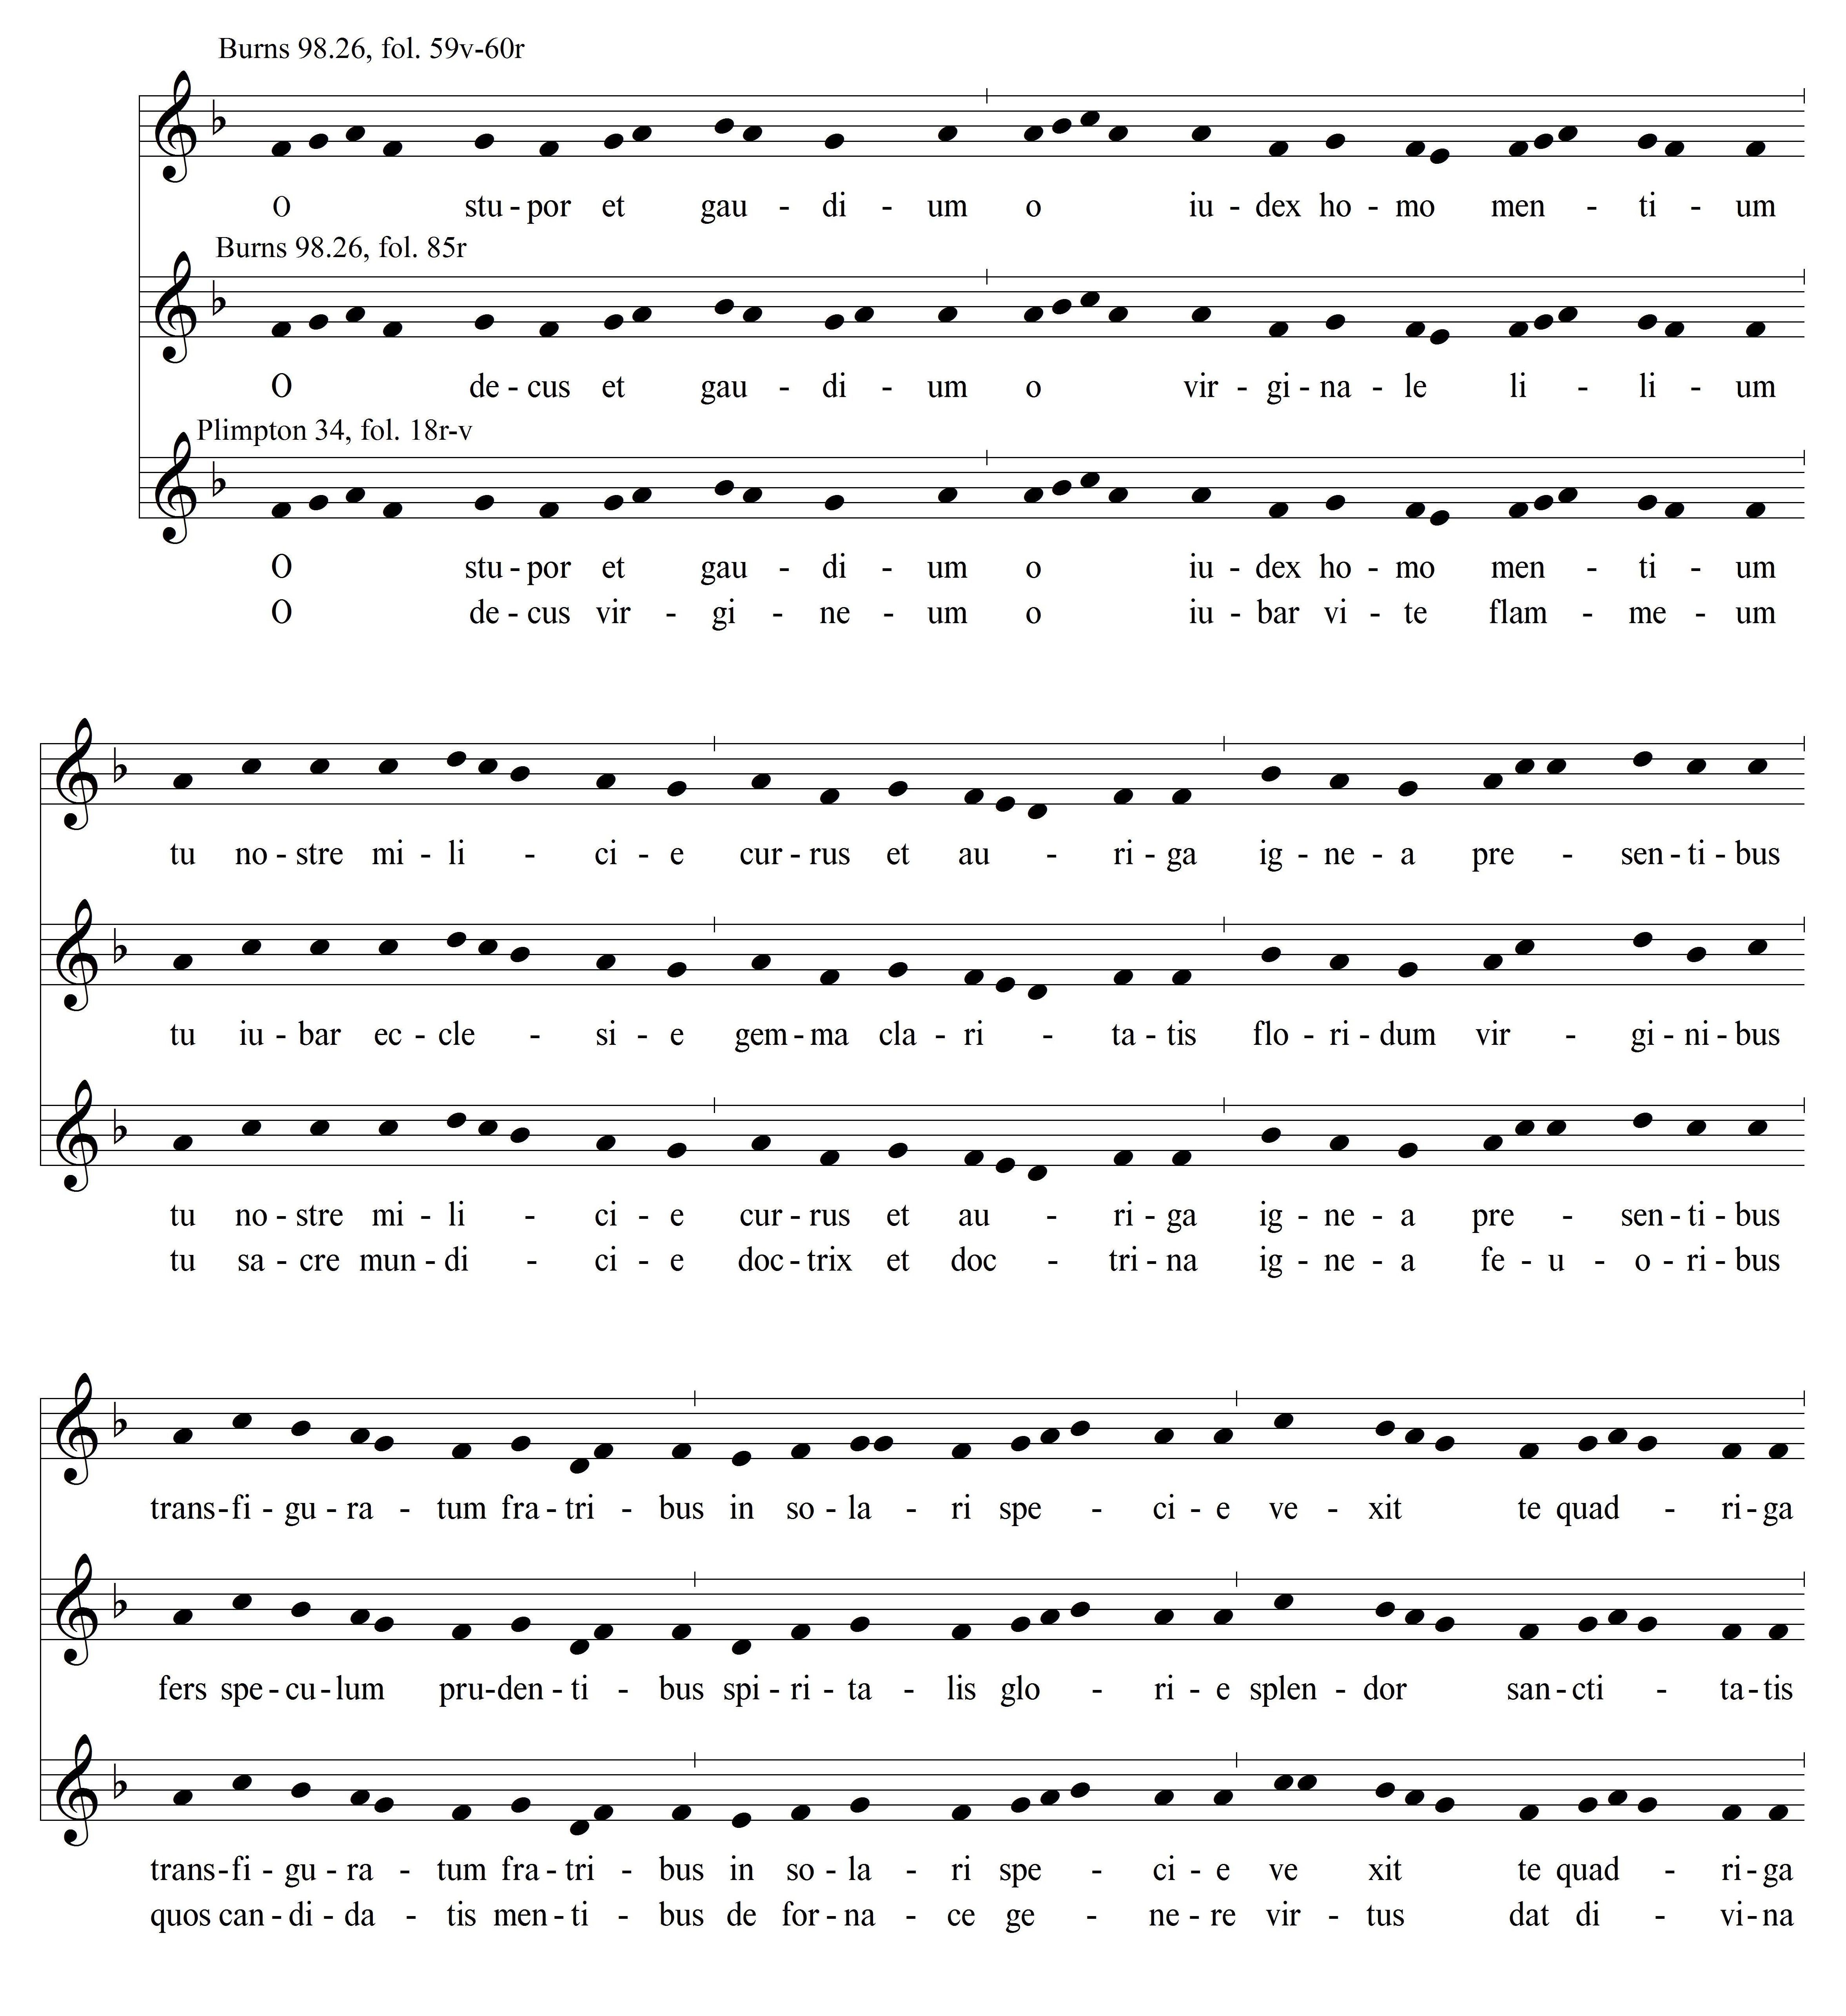 Burns 98.26, fol. 59v-60r
O stu - por et gau - di - um o iu - dex ho - mo men - ti - um
Burns 98.26, fol. 85r
O de - cus et gau - di - um o vir - gi - na - le li - li - um
Plimpton 34, fol. 18r-v
O stu - por et gau - di - um o iu - dex ho - mo men - ti - um
O de - cus vir - gi - ne - um o iu - bar vi - te flam - me - um
tu no - stre mi - li - ci - e cur - rus et au - ri - ga ig - ne - a pre - sen - ti - bus
tu iu - bar ec - cle - si - e gem - ma cla - ri - ta - tis flo - ri - dum vir - gi - ni - bus
tu no - stre mi - li - ci - e cur - rus et au - ri - ga ig - ne - a pre - sen - ti - bus
tu sa - cre mun - di - ci - e doc - trix et doc - tri - na ig - ne - a fe - u - o - ri - bus
trans - fi - gu - ra - tum fra - tri - bus in so - la - ri spe - ci - e ve - xit te quad - ri - ga
fers spe - cu - lum pru - den - ti - bus spi - ri - ta - lis glo - ri - e splen - dor san - cti - ta - tis
trans - fi - gu - ra - tum fra - tri - bus in so - la - ri spe - ci - e ve xit te quad - ri - ga
quos can - di - da - tis men - ti - bus de for - na - ce ge - ne - re vir - tus dat di - vi - na